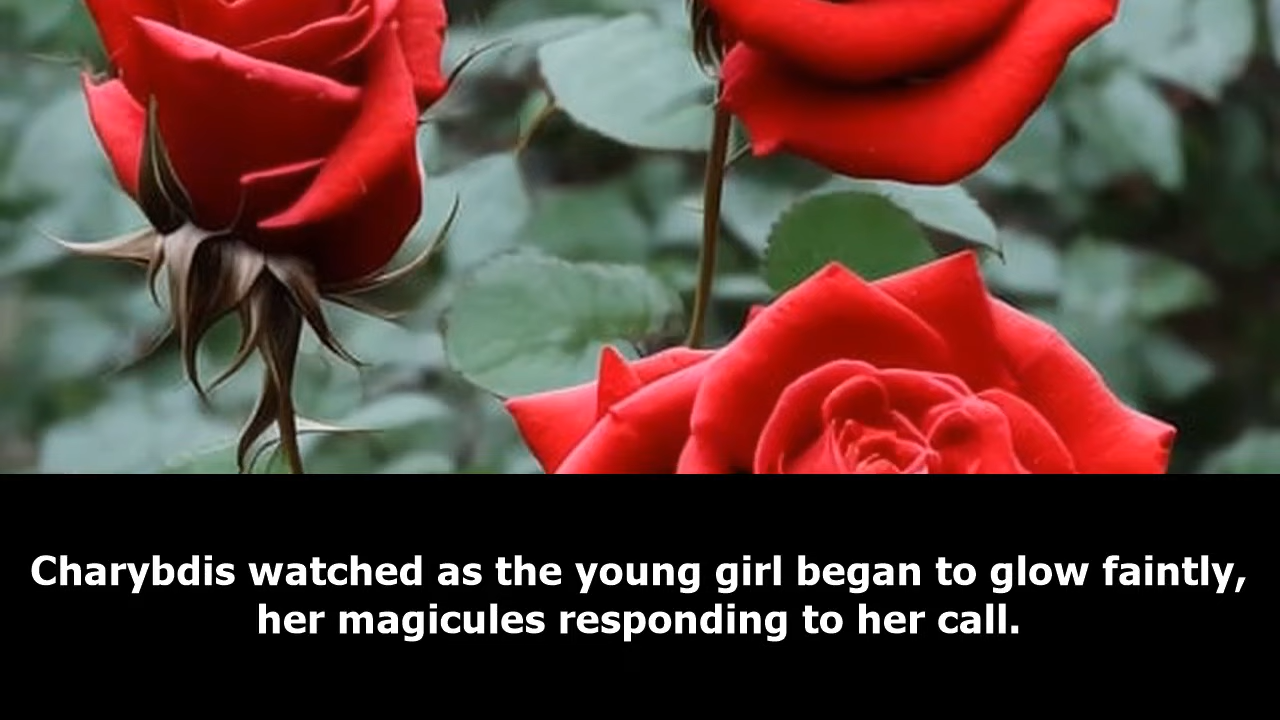 Charybdis watched as the young girl began to glow faintly,
her magicules responding to her call.